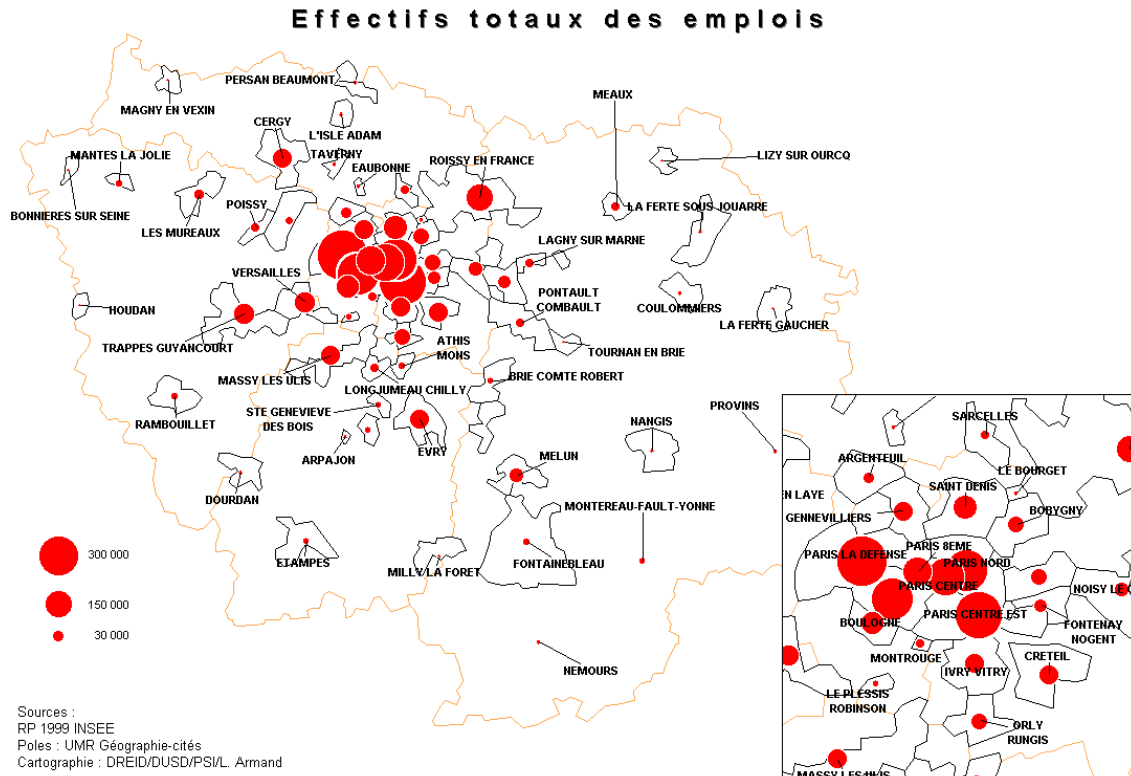 Effectifs totaux des emplois
PERSAN BEAUMONT
MAGNY EN VEXIN
MEAUX
CERGY
L'ISLE ADAM
MANTES LA JOLIE
TAVERNY
EAUBONNE
ROISSY EN FRANCE
LIZY SUR OURCQ
BONNIERES SUR SEINE
LES MUREAUX
POISSY
LA FERTE SOUS JOUARRE
LAGNY SUR MARNE
VERSAILLES
HOUDAN
PONTAULT
COMBAULT
COULOMMIERS
LA FERTE GAUCHER
TRAPPES GUYANCOURT
ATHIS
MONS
TOURNAN EN BRIE
MASSY LES ULIS
LONGJUMEAU CHILLY
BRIE COMTE ROBERT
RAMBOUILLET
STE GENEVIEVE
DES BOIS
ARPAJON
EVRY
NANGIS
PROVINS
MELUN
DOURDAN
MONTEREAU-FAULT-YONNE
ETAMPES
MILLY LA FORET
FONTAINEBLEAU
NEMOURS
300 000
150 000
30 000
SARCELLES
ARGENTEUIL
LE BOURGET
SAINT DENIS
EN LAYE
GENNEVILLIERS
BOBYGNY
PARIS 8EME
PARIS LA DEFENSE
PARIS NORD
PARIS CENTRE
NOISY LE
BOULOGNE
PARIS CENTRE EST
FONTENAY
NOGENT
MONTROUGE
IVRY VITRY
CRETEIL
LE PLESSIS
ROBINSON
ORLY
RUNGIS
MASSY LES ULIS
Sources :
RP 1999 INSEE
Poles : UMR Géographie-cités
Cartographie : DREID/DUSD/PSI/L. Armand